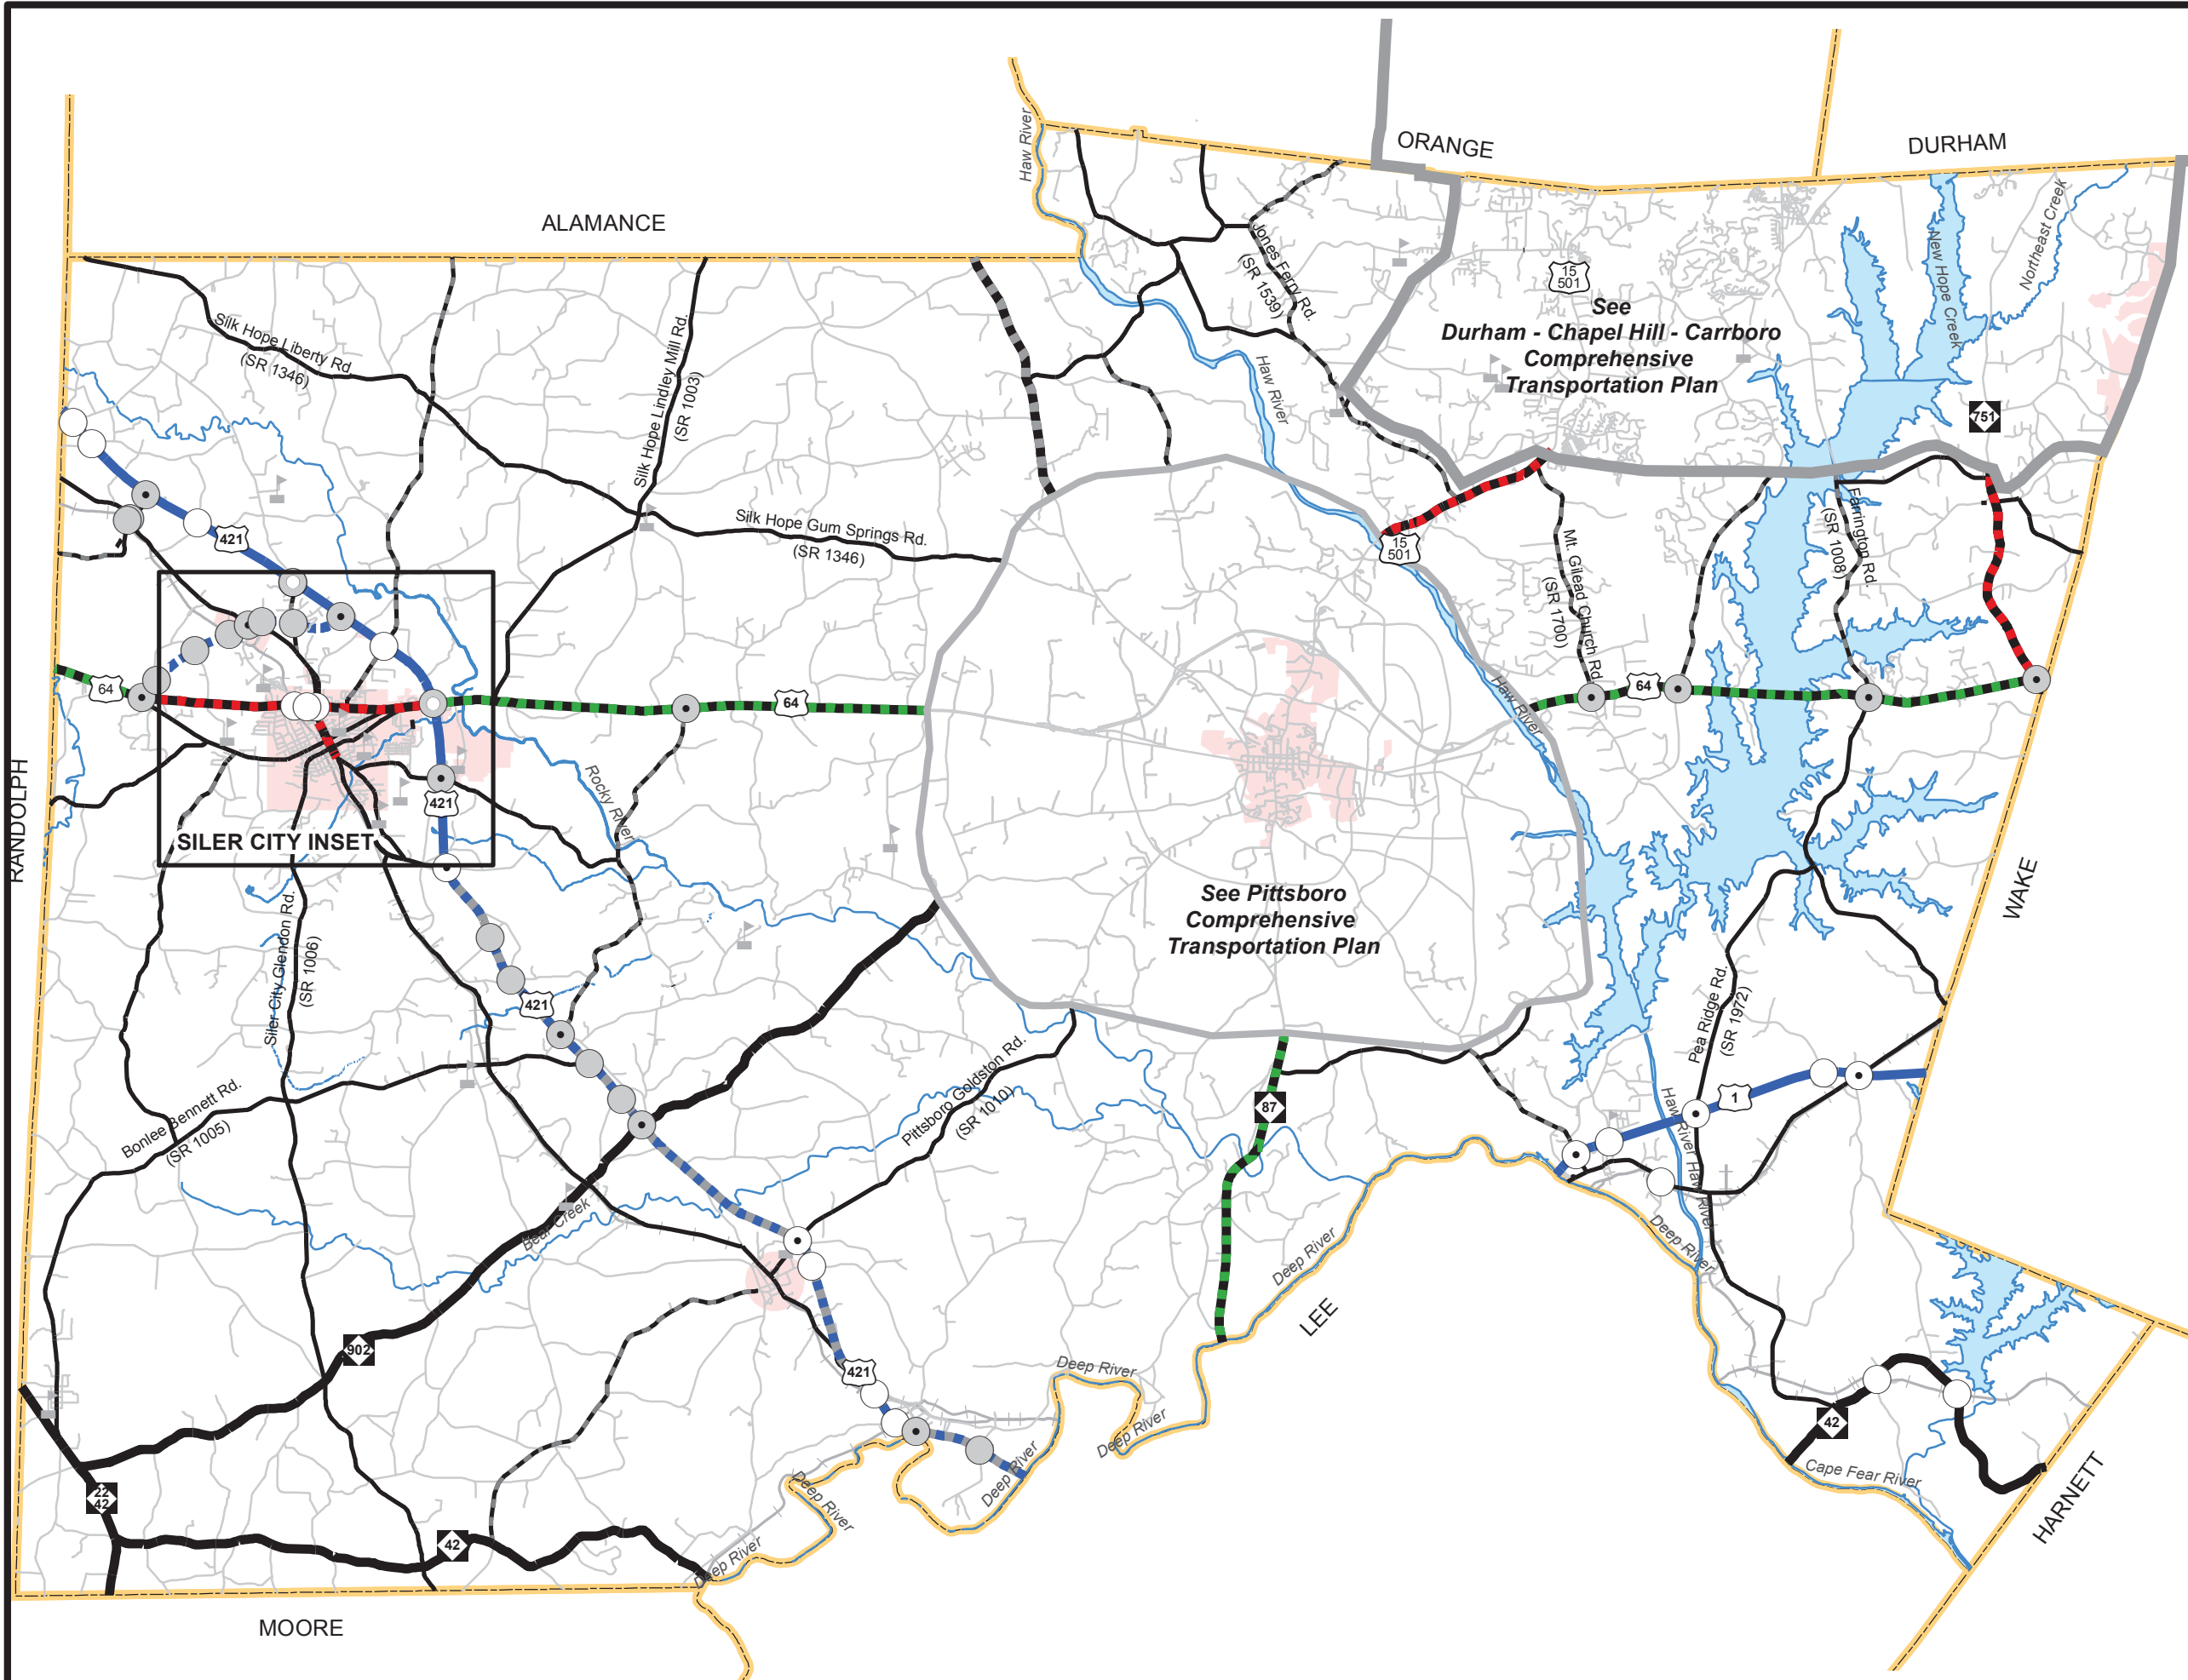 ORANGE
DURHAM
ALAMANCE
Haw River
New Hope Creek
Northeast Creek
Jones Ferry Rd.
(SR 1539)
15
501
See
Durham - Chapel Hill - Carrboro
Comprehensive
Transportation Plan
751
Silk Hope Liberty Rd.
(SR 1346)
Silk Hope Lindley Mill Rd.
(SR 1003)
Haw River
421
Silk Hope Gum Springs Rd.
(SR 1346)
15
501
Farrington Rd
(SR 1008)
Mt. Gilead Church Rd
(SR 1700)
64
64
64
Haw River
RANDOLPH
Rocky River
421
SILER CITY INSET
See Pittsboro
Comprehensive
Transportation Plan
WAKE
Siler City Glendon Rd.
(SR 1006)
421
Pea Ridge Rd.
(SR 1972)
Bonlee Bennett Rd.
(SR 1005)
Pittsboro Goldston Rd.
(SR 1010)
87
1
Haw River
Haw River
Bear Creek
Deep River
Deep River
LEE
902
421
Deep River
Deep River
42
22
42
Deep River
Deep River
Cape Fear River
42
Deep River
HARNETT
MOORE